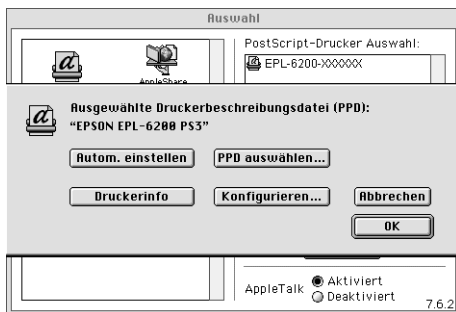 Auswahl
PostScript-Drucker Auswahl:
EPL-6200-XXXXXX
AppleShare
Ausgewählte Druckerbeschreibungsdatei (PPD):
“EPSON EPL-6200 PS3”
Autom. einstellen
PPD auswählen...
Druckerinfo
Konfigurieren...
Abbrechen
OK
AppleTalk
Aktiviert
Deaktiviert
7.6.2